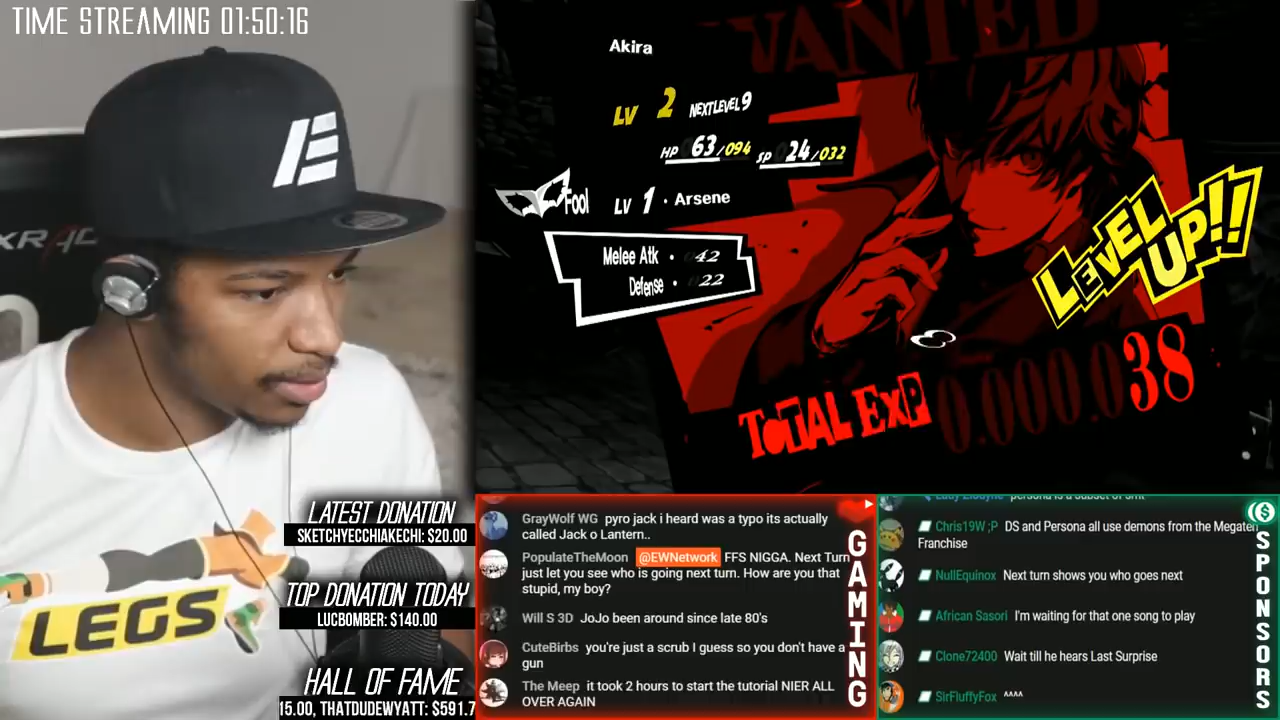 TIME STREAMING 01:50:16
Akira
WANTED
LV 2 NEXT LEVEL 9
HP 63/094 SP 24/032
Fool LV 1 · Arsene
Melee Atk · 42
Defense · 22
LEVEL UP!!
TOTAL EXP 0.000.038
LEGS
LATEST DONATION
SKETCHYECCHIAKECHI: $20.00
TOP DONATION TODAY
LUCBOMBER: $140.00
HALL OF FAME
15.00, THATDUDEWYATT: $591.7
GrayWolf WG pyro jack i heard was a typo its actually
called Jack o Lantern..
PopulateTheMoon @EWNetwork FFS NIGGA. Next Turn
just let you see who is going next turn. How are you that
stupid, my boy?
Will S 3D JoJo been around since late 80's
CuteBirbs you're just a scrub I guess so you don't have a
gun
The Meep it took 2 hours to start the tutorial NIER ALL
OVER AGAIN
GAMING
persona is a subset of smt
Chris19W ;P DS and Persona all use demons from the Megaten
Franchise
NullEquinox Next turn shows you who goes next
African Sasori I'm waiting for that one song to play
Clone72400 Wait till he hears Last Surprise
SirFluffyFox ^^^^
SPONSORS